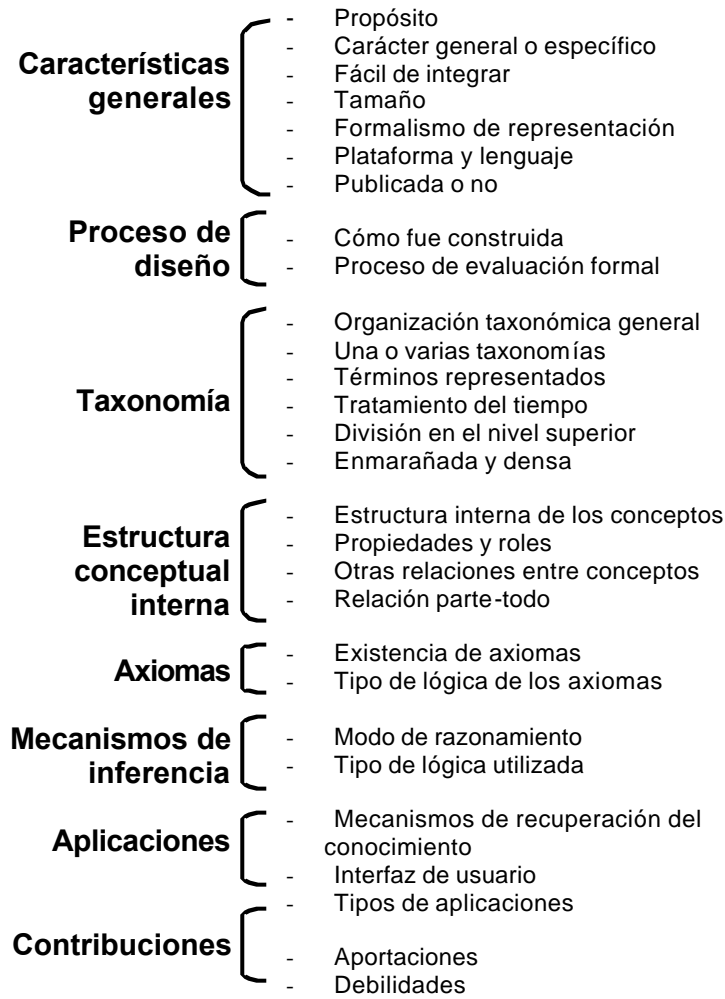 Características
generales
- Propósito
- Carácter general o específico
- Fácil de integrar
- Tamaño
- Formalismo de representación
- Plataforma y lenguaje
- Publicada o no
Proceso de
diseño
- Cómo fue construida
- Proceso de evaluación formal
Taxonomía
- Organización taxonómica general
- Una o varias taxonomías
- Términos representados
- Tratamiento del tiempo
- División en el nivel superior
- Enmarañada y densa
Estructura
conceptual
interna
- Estructura interna de los conceptos
- Propiedades y roles
- Otras relaciones entre conceptos
- Relación parte-todo
Axiomas
- Existencia de axiomas
- Tipo de lógica de los axiomas
Mecanismos de
inferencia
- Modo de razonamiento
- Tipo de lógica utilizada
Aplicaciones
- Mecanismos de recuperación del
conocimiento
- Interfaz de usuario
- Tipos de aplicaciones
Contribuciones
- Aportaciones
- Debilidades